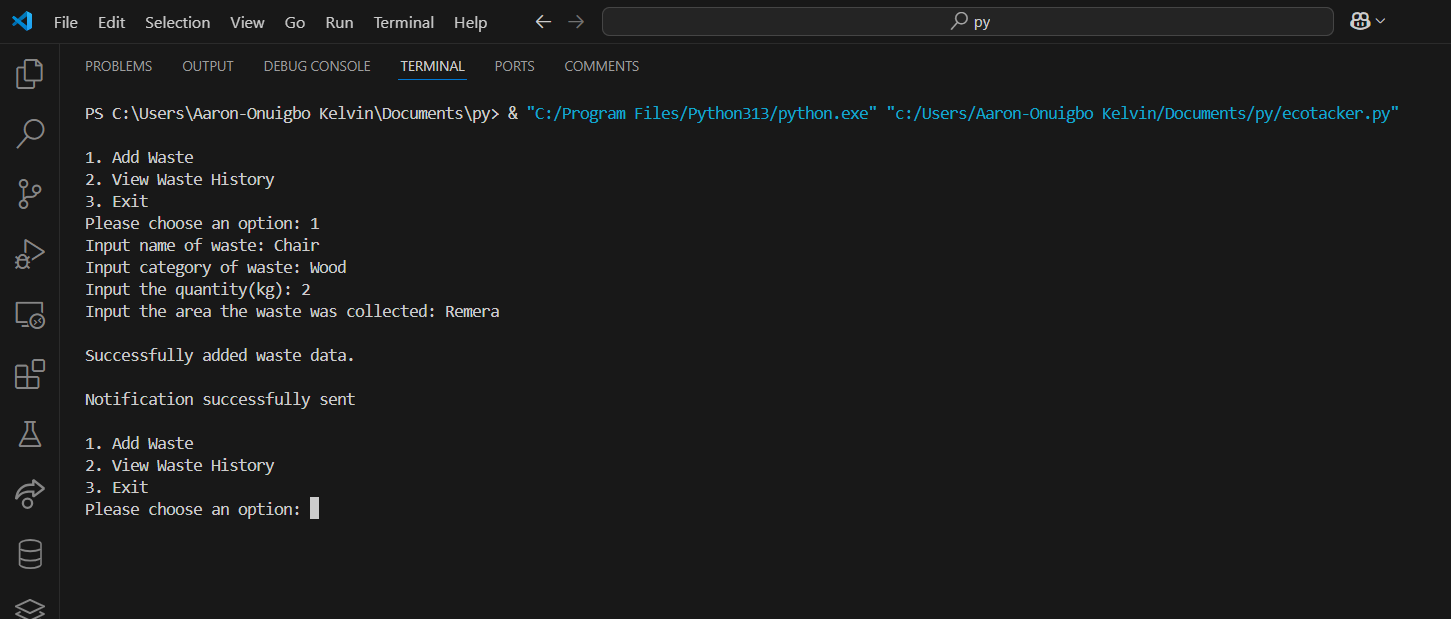 File Edit Selection View Go Run Terminal Help py
PROBLEMS OUTPUT DEBUG CONSOLE TERMINAL PORTS COMMENTS
PS C:\Users\Aaron-Onuigbo Kelvin\Documents\py> & "C:/Program Files/Python313/python.exe" "c:/Users/Aaron-Onuigbo Kelvin/Documents/py/ecotacker.py"
1. Add Waste
2. View Waste History
3. Exit
Please choose an option: 1
Input name of waste: Chair
Input category of waste: Wood
Input the quantity(kg): 2
Input the area the waste was collected: Remera
Successfully added waste data.
Notification successfully sent
1. Add Waste
2. View Waste History
3. Exit
Please choose an option: